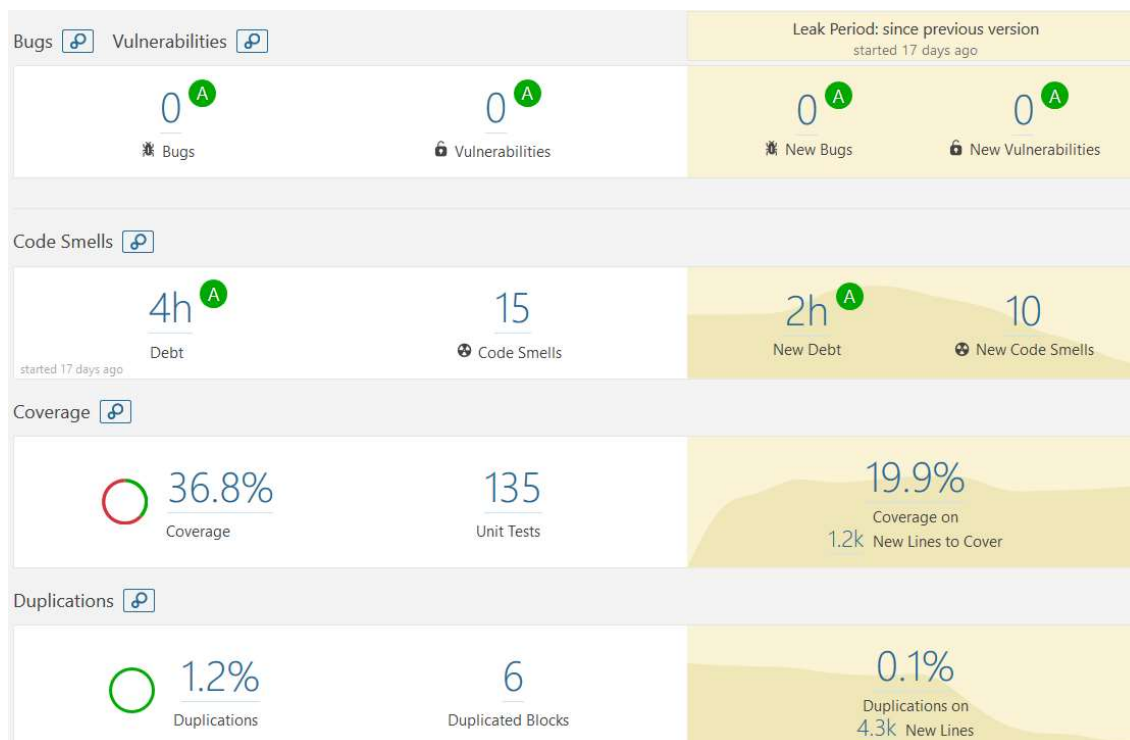 Bugs Vulnerabilities
Leak Period: since previous version
started 17 days ago
0 A
Bugs
0 A
Vulnerabilities
0 A
New Bugs
0 A
New Vulnerabilities
Code Smells
4h A
Debt
started 17 days ago
15
Code Smells
2h A
New Debt
10
New Code Smells
Coverage
36.8%
Coverage
135
Unit Tests
19.9%
Coverage on
1.2k New Lines to Cover
Duplications
1.2%
Duplications
6
Duplicated Blocks
0.1%
Duplications on
4.3k New Lines